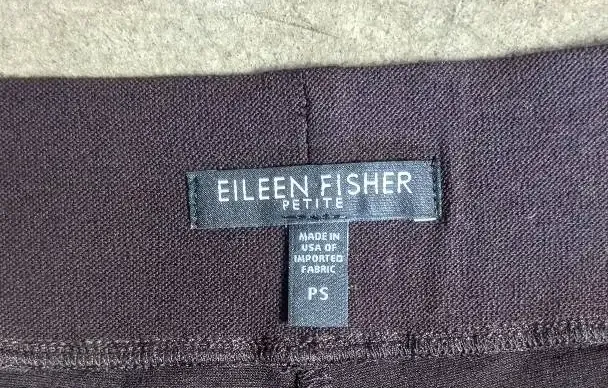 EILEEN FISHER
PETITE
MADE IN
USA OF
IMPORTED
FABRIC
PS